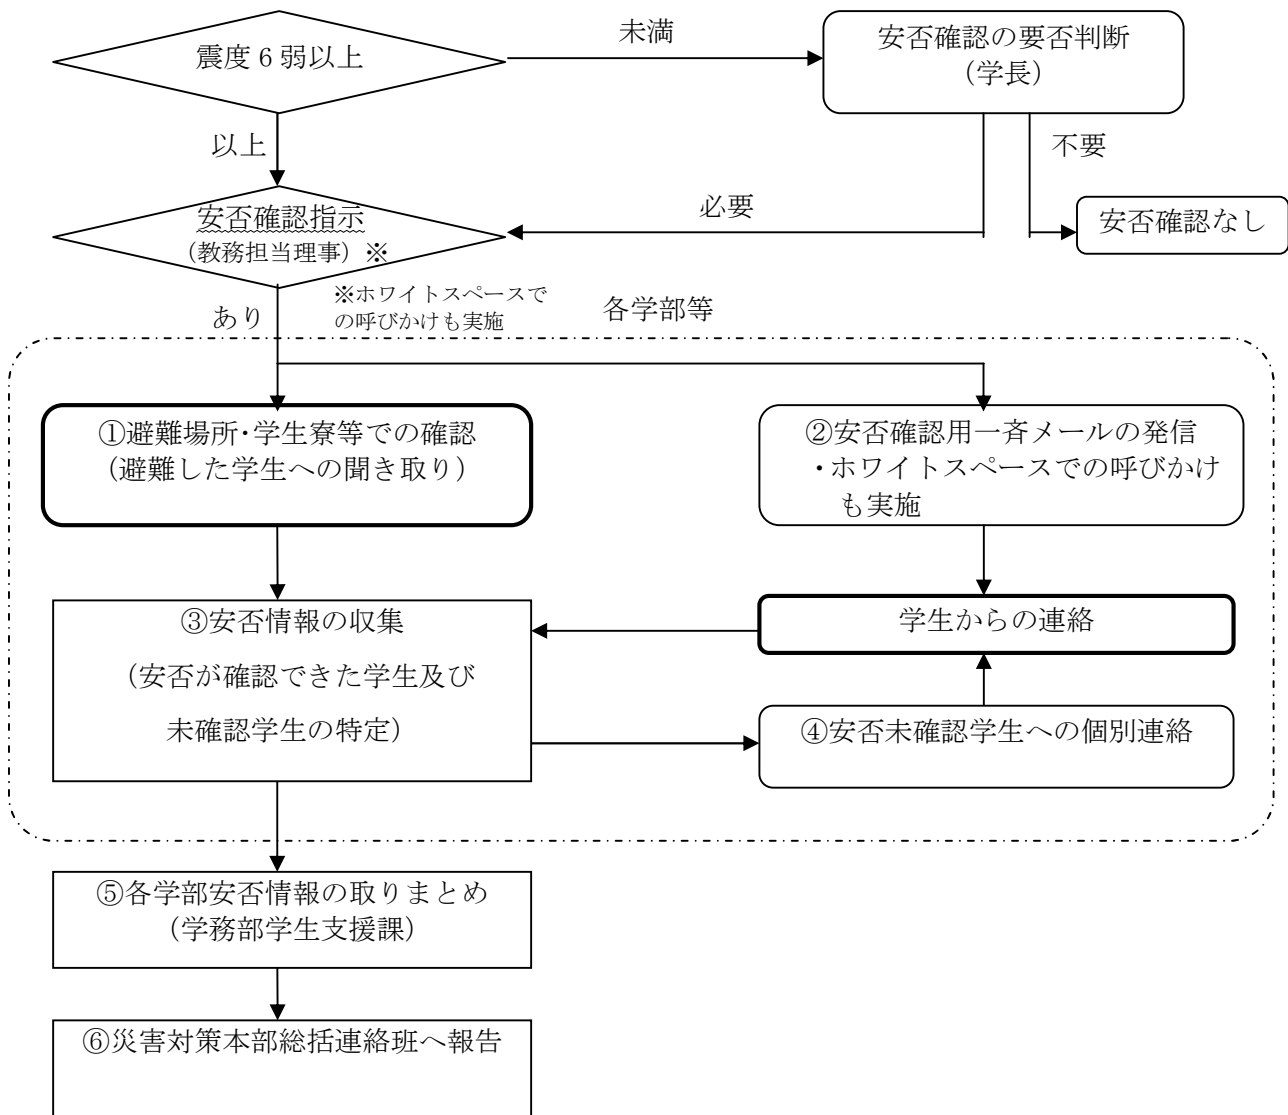 震度6弱以上
未満
安否確認の要否判断
(学長)
以上
不要
安否確認指示
(教務担当理事)※
必要
安否確認なし
あり
※ホワイトスペースで
の呼びかけも実施
各学部等
①避難場所・学生寮等での確認
(避難した学生への聞き取り)
②安否確認用一斉メールの発信
・ホワイトスペースでの呼びかけ
も実施
③安否情報の収集
(安否が確認できた学生及び
未確認学生の特定)
学生からの連絡
④安否未確認学生への個別連絡
⑤各学部安否情報の取りまとめ
(学務部学生支援課)
⑥災害対策本部総括連絡班へ報告